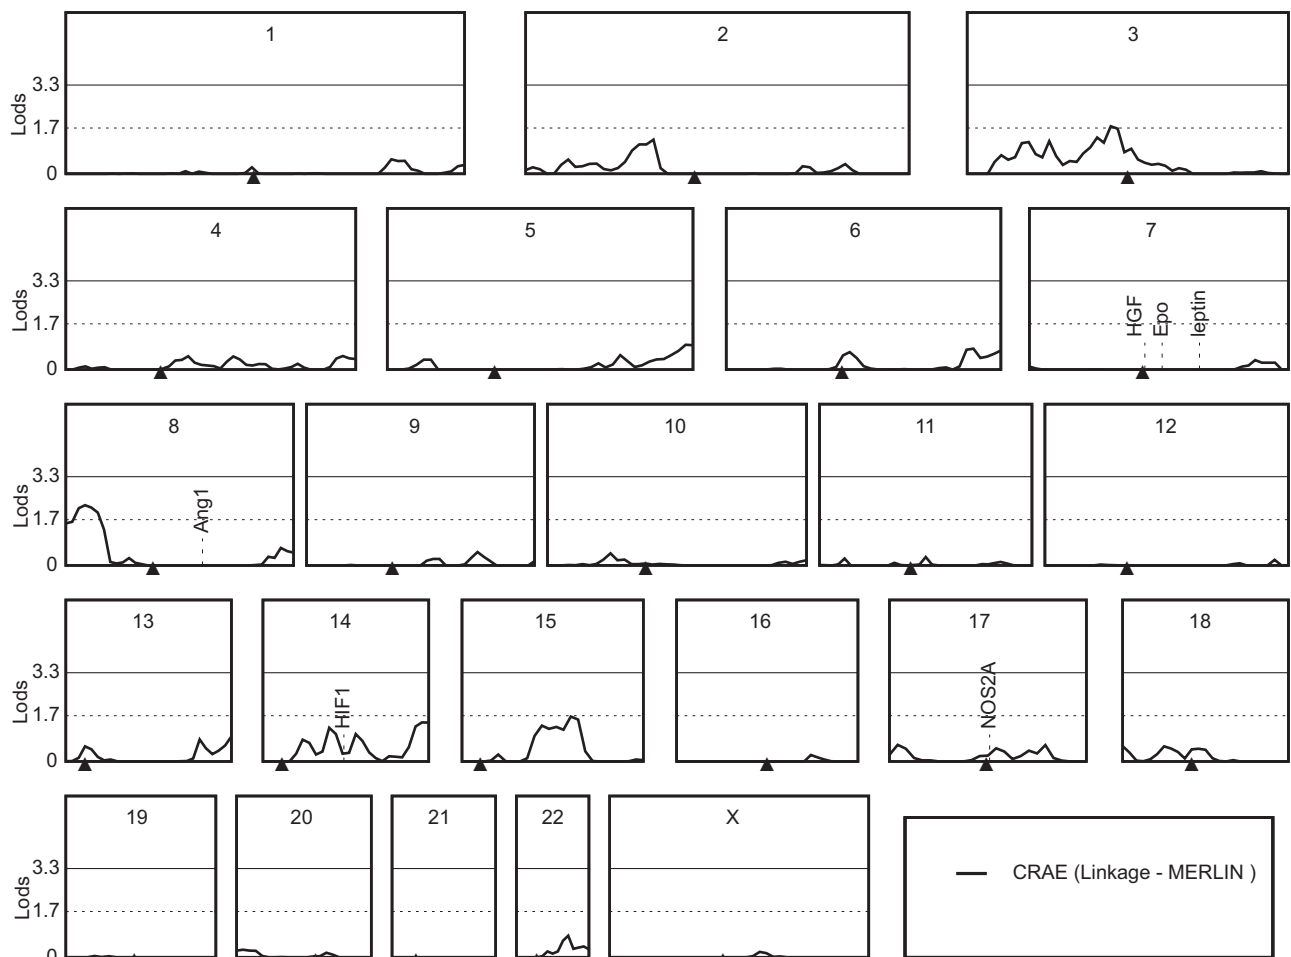 1
2
3
Lods
3.3
1.7
0
4
5
6
7
Lods
3.3
1.7
0
HGF
Epo
leptin
8
9
10
11
12
Lods
3.3
1.7
0
Ang1
13
14
15
16
17
18
Lods
3.3
1.7
0
HIF1
NOS2A
19
20
21
22
X
Lods
3.3
1.7
0
CRAE (Linkage - MERLIN )